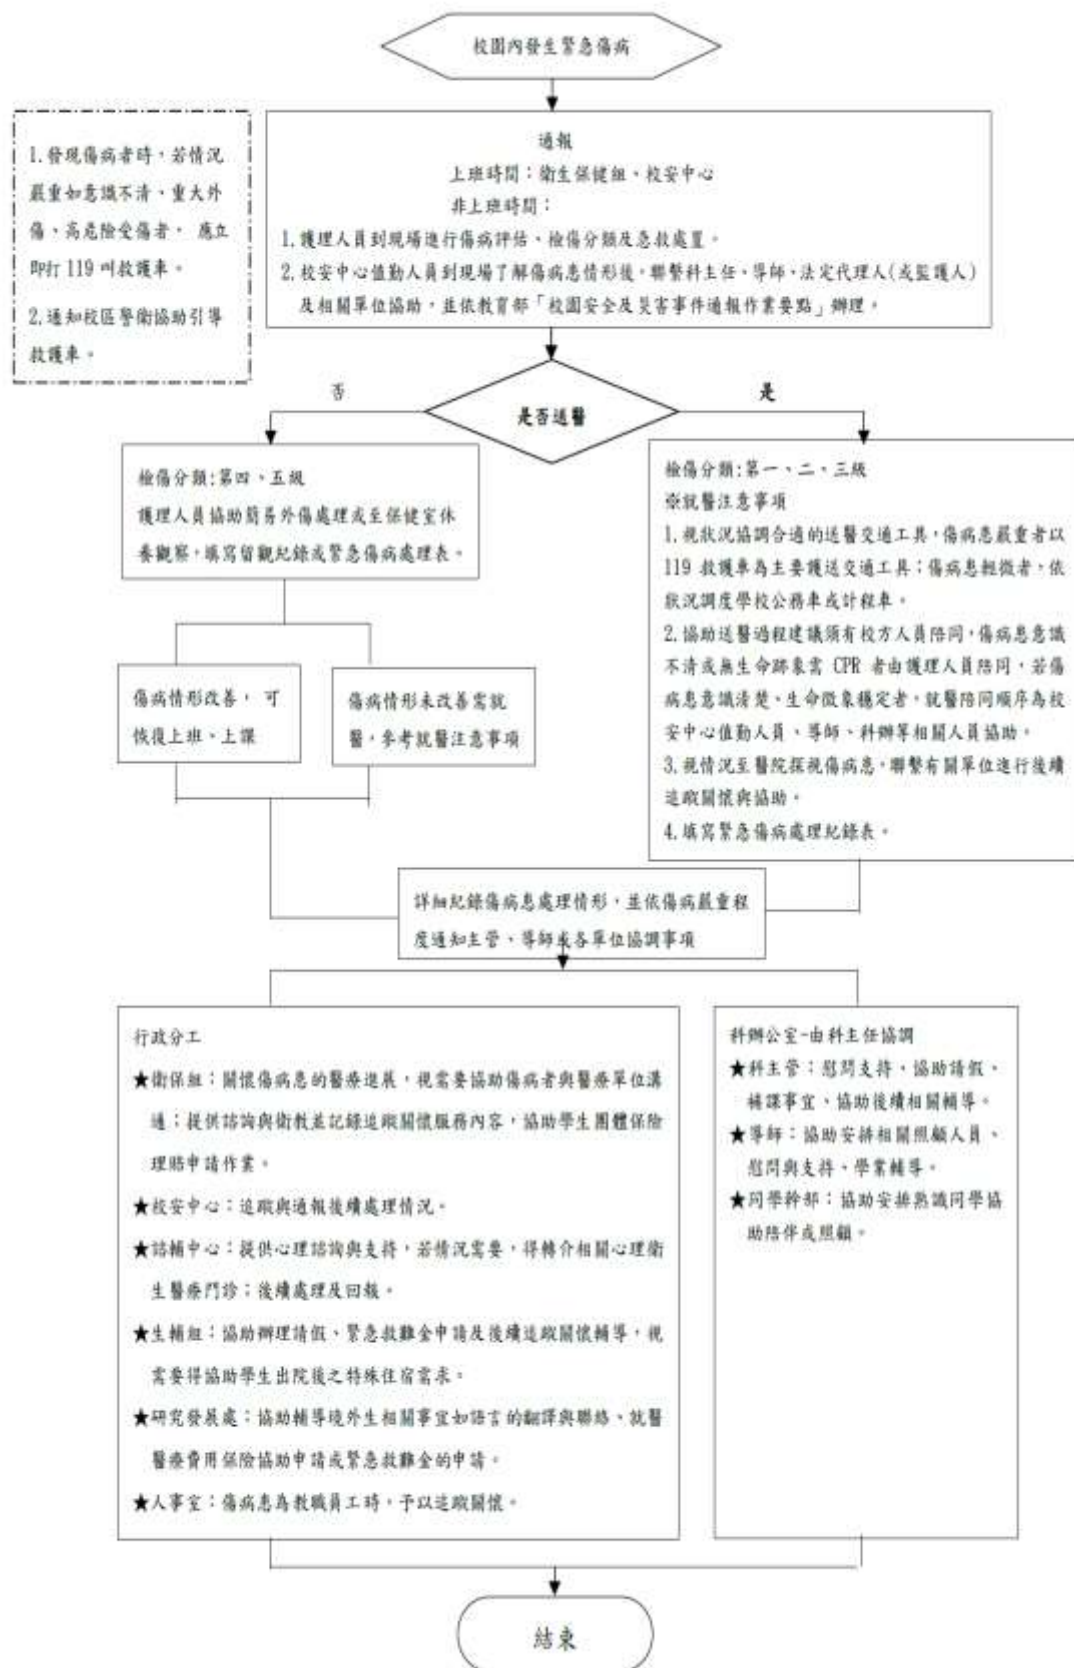 校園內發生緊急傷病
1.發現傷病者時，若情況
嚴重如意識不清、重大外
傷、高危險受傷者， 應立
即打 119 叫救護車。
2.通知校區警衛協助引導
救護車。
通報
上班時間：衛生保健組、校安中心
非上班時間：
1.護理人員到現場進行傷病評估、檢傷分類及急救處置。
2.校安中心值勤人員到現場了解傷病患情形後，聯繫科主任、導師、法定代理人(或監護人)
及相關單位協助，並依教育部「校園安全及災害事件通報作業要點」辦理。
是否送醫
否
是
檢傷分類:第四、五級
護理人員協助簡易外傷處理或至保健室休
養觀察，填寫留觀紀錄或緊急傷病處理表。
傷病情形改善， 可
恢復上班、上課
傷病情形未改善需就
醫，參考就醫注意事項
檢傷分類:第一、二、三級
※就醫注意事項
1.視狀況協調合適的送醫交通工具，傷病患嚴重者以
119 救護車為主要護送交通工具；傷病患輕微者，依
狀況調度學校公務車或計程車。
2.協助送醫過程建議須有校方人員陪同，傷病患意識
不清或無生命跡象需 CPR 者由護理人員陪同，若傷
病患意識清楚、生命徵象穩定者，就醫陪同順序為校
安中心值勤人員、導師、科辦等相關人員協助。
3.視情況至醫院探視傷病患，聯繫有關單位進行後續
追蹤關懷與協助。
4.填寫緊急傷病處理紀錄表。
詳細紀錄傷病患處理情形，並依傷病嚴重程
度通知主管、導師或各單位協調事項
行政分工
★衛保組：關懷傷病患的醫療進展，視需要協助傷病者與醫療單位溝
通；提供諮詢與衛教並記錄追蹤關懷服務內容，協助學生團體保險
理賠申請作業。
★校安中心：追蹤與通報後續處理情況。
★諮輔中心：提供心理諮詢與支持，若情況需要，得轉介相關心理衛
生醫療門診；後續處理及回報。
★生輔組：協助辦理請假、緊急救難金申請及後續追蹤關懷輔導，視
需要得協助學生出院後之特殊住宿需求。
★研究發展處：協助輔導境外生相關事宜如語言的翻譯與聯絡、就醫
醫療費用保險協助申請或緊急救難金的申請。
★人事室：傷病患為教職員工時，予以追蹤關懷。
科辦公室-由科主任協調
★科主管：慰問支持、協助請假、
補課事宜、協助後續相關輔導。
★導師：協助安排相關照顧人員、
慰問與支持、學業輔導。
★同學幹部：協助安排熟識同學協
助陪伴或照顧。
結束